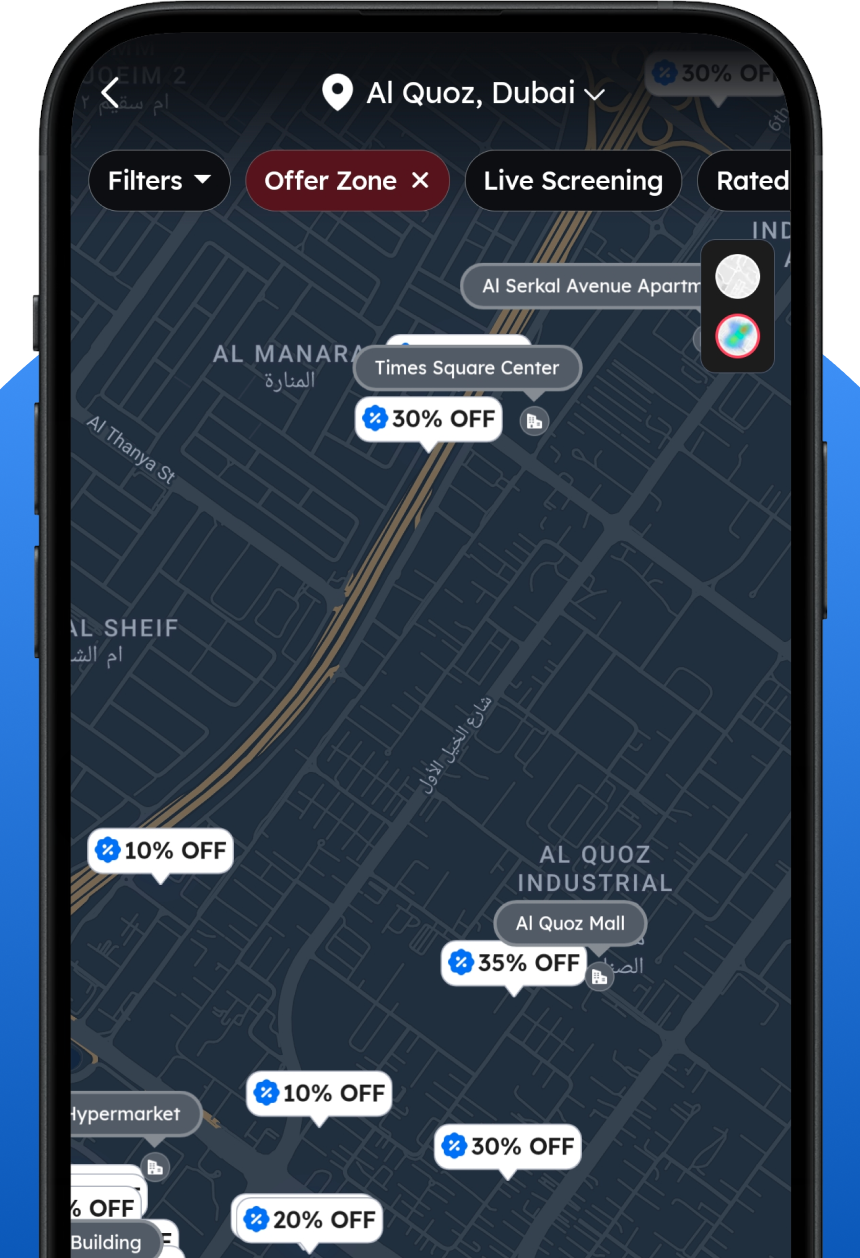 UQEIM 2
ام سقيم ٢
Al Quoz, Dubai
30% OFF
6th
Filters
Offer Zone
Live Screening
Rated
IND
Al Serkal Avenue Apartm
AL MANARA
المنارة
Times Square Center
30% OFF
Al Thanya St
AL SHEIF
ام الش
شارع الخيل الأول
10% OFF
AL QUOZ
INDUSTRIAL
Al Quoz Mall
35% OFF
الصنا
10% OFF
Hypermarket
30% OFF
% OFF
20% OFF
Building